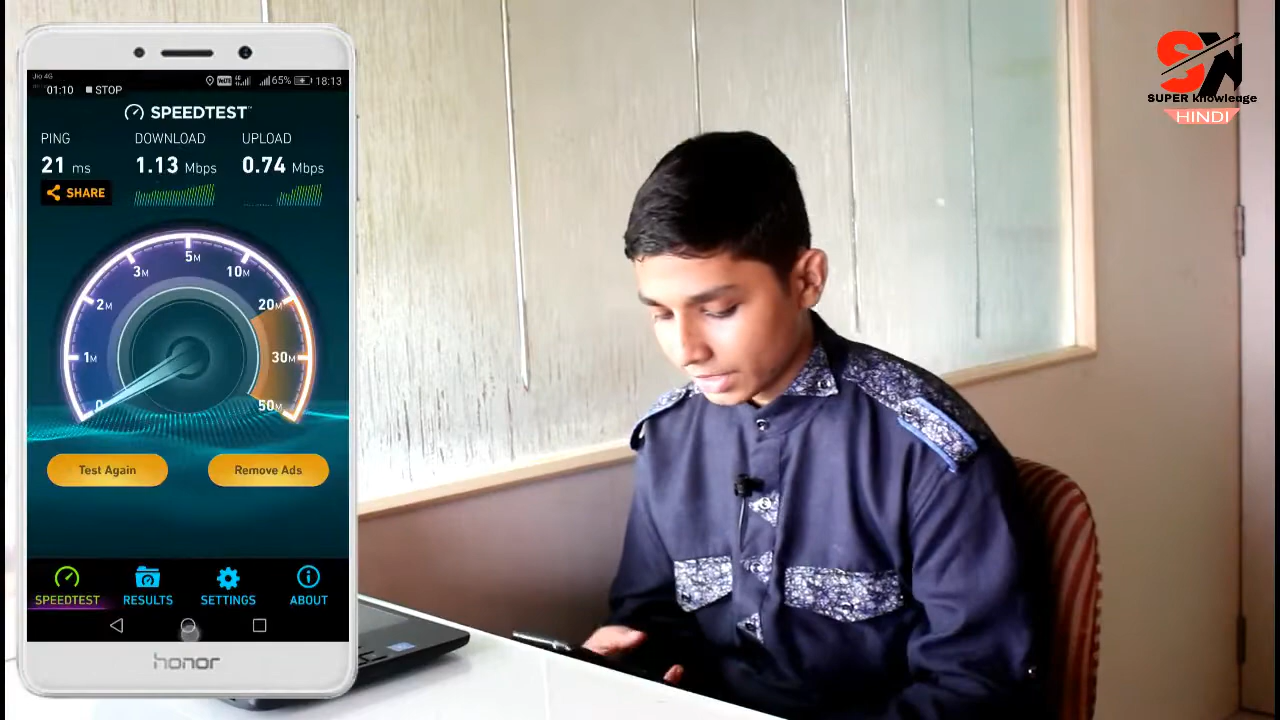 Jio 4G
65% 18:13
01:10 STOP
SPEEDTEST
PING DOWNLOAD UPLOAD
21 ms 1.13 Mbps 0.74 Mbps
SHARE
5M
3M 10M
2M 20M
1M 30M
0 50M
Test Again Remove Ads
SPEEDTEST RESULTS SETTINGS ABOUT
honor
SK
SUPER knowleage
HINDI